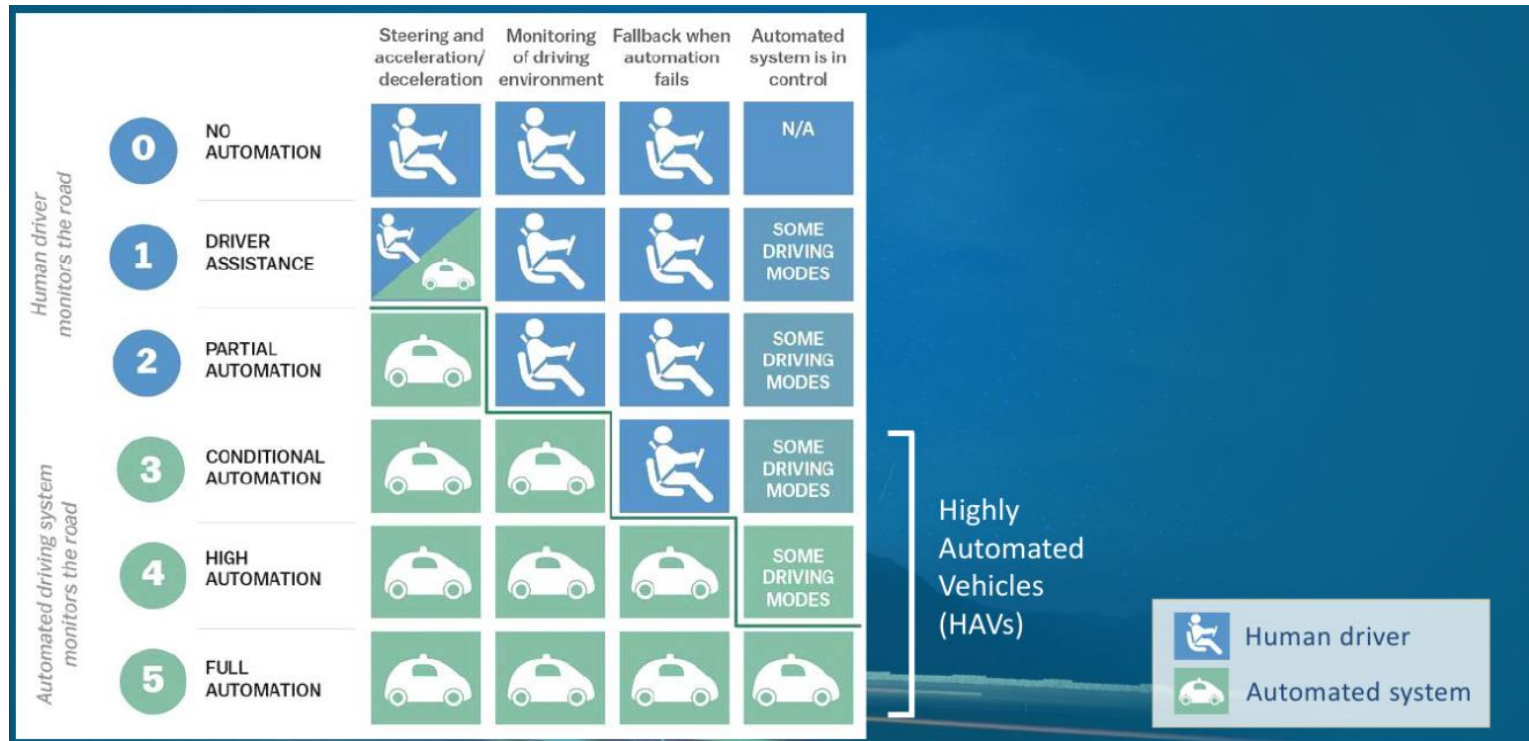 Steering and
acceleration/
deceleration
Monitoring
of driving
environment
Fallback when
automation
fails
Automated
system is in
control
Human driver
monitors the road
0
NO
AUTOMATION
N/A
1
DRIVER
ASSISTANCE
SOME
DRIVING
MODES
2
PARTIAL
AUTOMATION
SOME
DRIVING
MODES
Automated driving system
monitors the road
3
CONDITIONAL
AUTOMATION
SOME
DRIVING
MODES
4
HIGH
AUTOMATION
SOME
DRIVING
MODES
5
FULL
AUTOMATION
Highly
Automated
Vehicles
(HAVs)
Human driver
Automated system